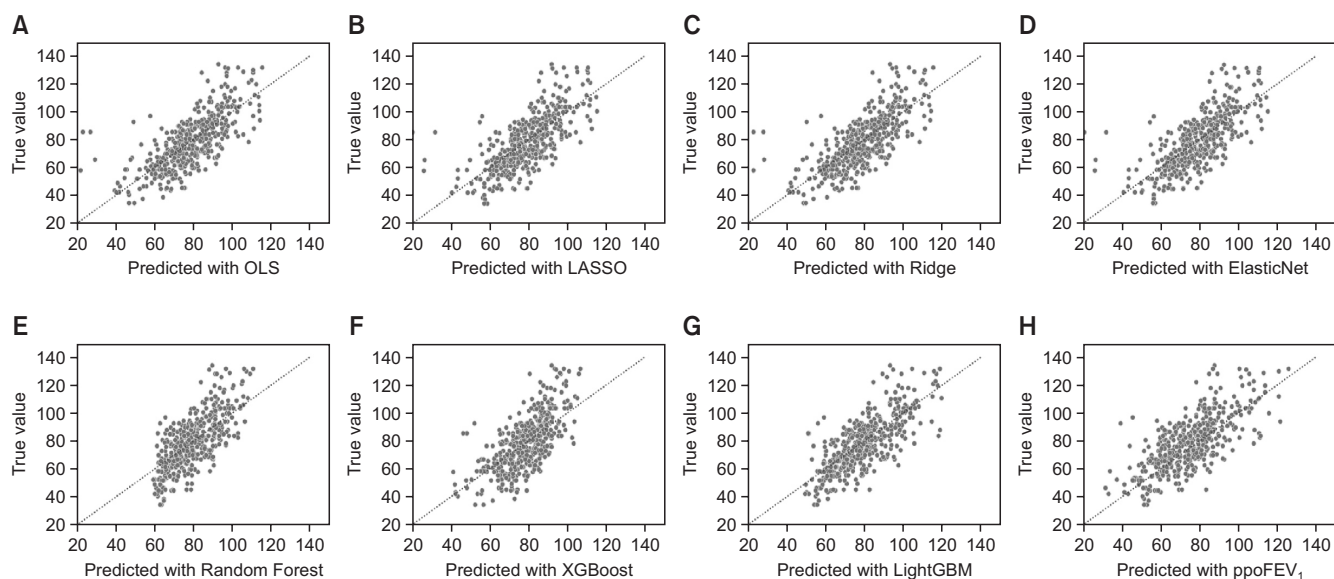 A
B
C
D
True value
140
120
100
80
60
40
20
20 40 60 80 100 120 140
Predicted with OLS
True value
140
120
100
80
60
40
20
20 40 60 80 100 120 140
Predicted with LASSO
True value
140
120
100
80
60
40
20
20 40 60 80 100 120 140
Predicted with Ridge
True value
140
120
100
80
60
40
20
20 40 60 80 100 120 140
Predicted with ElasticNet
E
F
G
H
True value
140
120
100
80
60
40
20
20 40 60 80 100 120 140
Predicted with Random Forest
True value
140
120
100
80
60
40
20
20 40 60 80 100 120 140
Predicted with XGBoost
True value
140
120
100
80
60
40
20
20 40 60 80 100 120 140
Predicted with LightGBM
True value
140
120
100
80
60
40
20
20 40 60 80 100 120 140
Predicted with ppoFEV₁